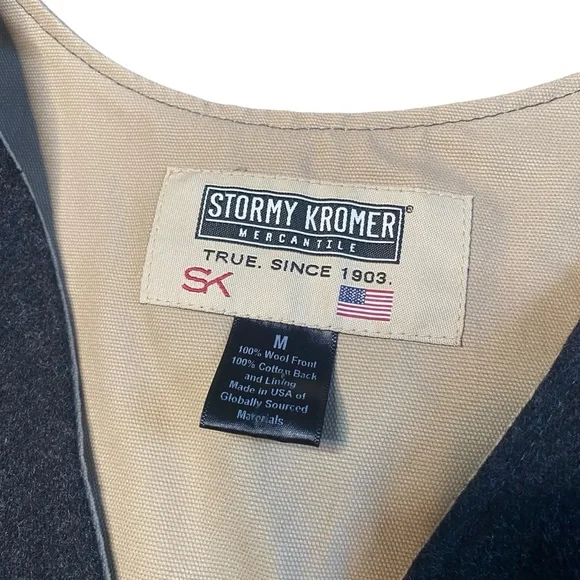 STORMY KROMER®
MERCANTILE
TRUE. SINCE 1903.
SK
M
100% Wool Front
100% Cotton Back
and Lining
Made in USA of
Globally Sourced
Materials